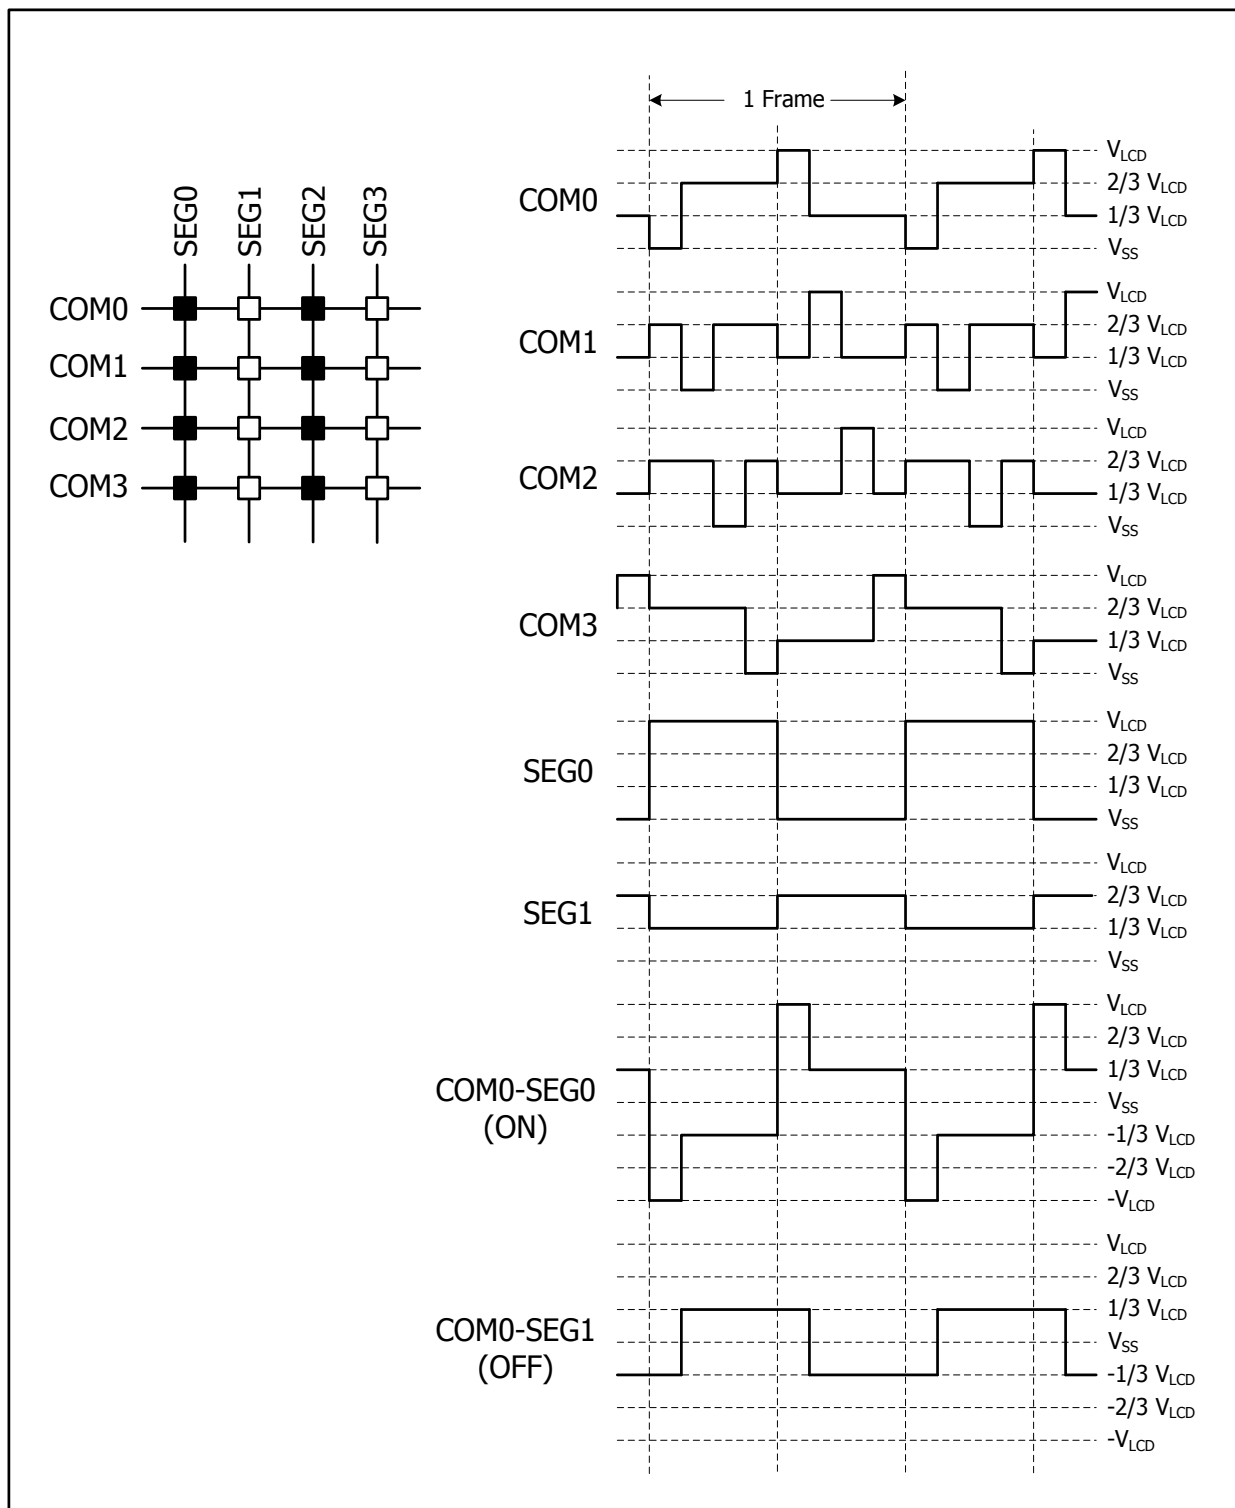 1 Frame
SEG0
SEG1
SEG2
SEG3
COM0
COM1
COM2
COM3
COM0
VLCD
2/3 VLCD
1/3 VLCD
VSS
COM1
VLCD
2/3 VLCD
1/3 VLCD
VSS
COM2
VLCD
2/3 VLCD
1/3 VLCD
VSS
COM3
VLCD
2/3 VLCD
1/3 VLCD
VSS
SEG0
VLCD
2/3 VLCD
1/3 VLCD
VSS
SEG1
VLCD
2/3 VLCD
1/3 VLCD
VSS
COM0-SEG0
(ON)
VLCD
2/3 VLCD
1/3 VLCD
VSS
-1/3 VLCD
-2/3 VLCD
-VLCD
COM0-SEG1
(OFF)
VLCD
2/3 VLCD
1/3 VLCD
VSS
-1/3 VLCD
-2/3 VLCD
-VLCD